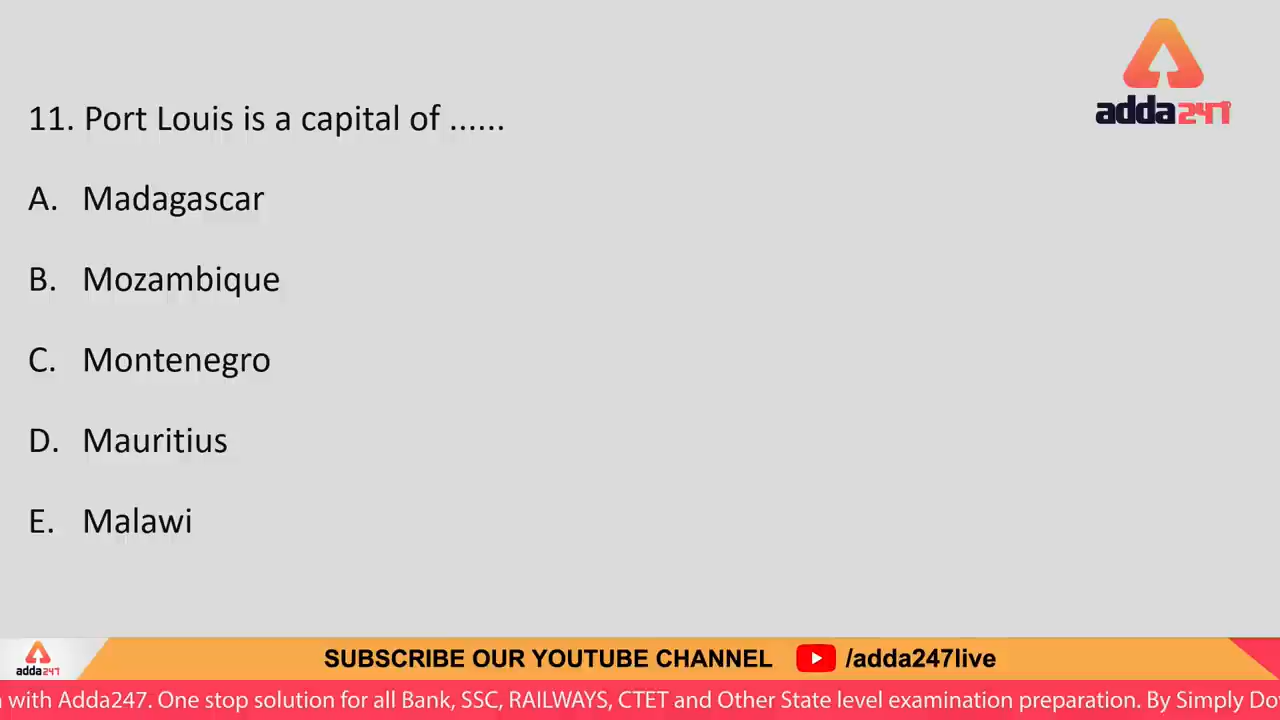 adda247
11. Port Louis is a capital of ......
A. Madagascar
B. Mozambique
C. Montenegro
D. Mauritius
E. Malawi
adda247
SUBSCRIBE OUR YOUTUBE CHANNEL /adda247live
with Adda247. One stop solution for all Bank, SSC, RAILWAYS, CTET and Other State level examination preparation. By Simply